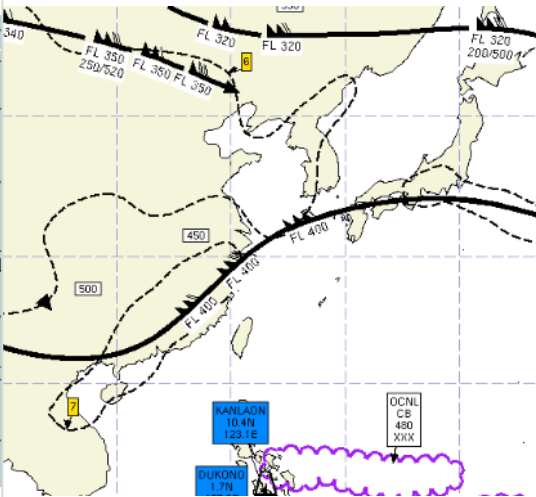 340
FL 350
250/520
FL 350
FL 350
FL 320
FL 320
FL 320
200/500
6
FL 400
450
FL 400
500
FL 400
7
KANLAON
10.4N
123.1E
OCNL
CB
480
XXX
DUKONO
1.7N